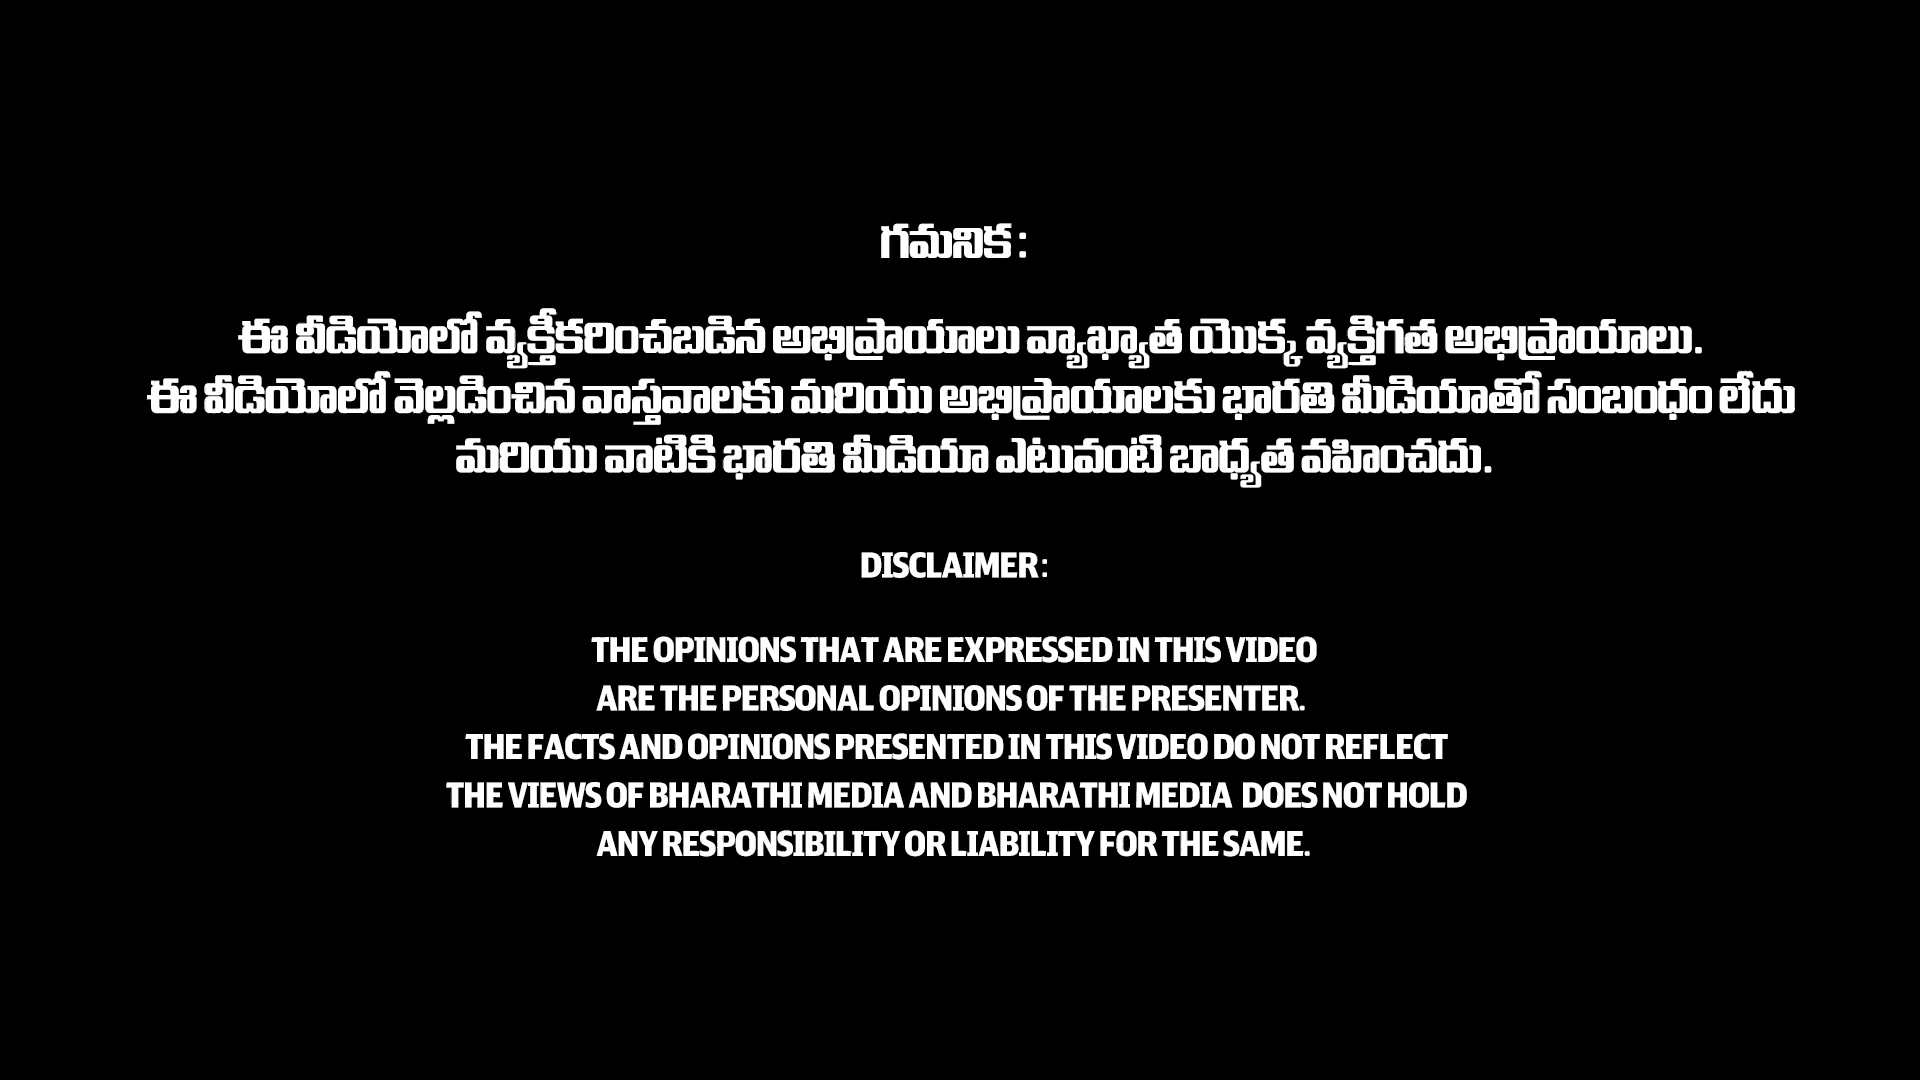 గమనిక :
ఈ వీడియోలో వ్యక్తీకరించబడిన అభిప్రాయాలు వ్యాఖ్యాత యొక్క వ్యక్తిగత అభిప్రాయాలు.
ఈ వీడియోలో వెల్లడించిన వాస్తవాలకు మరియు అభిప్రాయాలకు భారతి మీడియాతో సంబంధం లేదు
మరియు వాటికి భారతి మీడియా ఎటువంటి బాధ్యత వహించదు.
DISCLAIMER :
THE OPINIONS THAT ARE EXPRESSED IN THIS VIDEO
ARE THE PERSONAL OPINIONS OF THE PRESENTER.
THE FACTS AND OPINIONS PRESENTED IN THIS VIDEO DO NOT REFLECT
THE VIEWS OF BHARATHI MEDIA AND BHARATHI MEDIA DOES NOT HOLD
ANY RESPONSIBILITY OR LIABILITY FOR THE SAME.